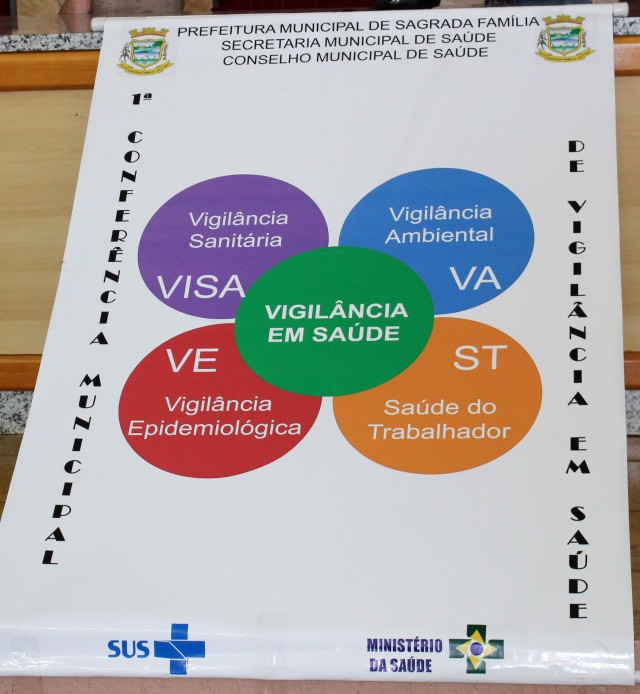 PREFEITURA MUNICIPAL DE SAGRADA FAMÍLIA
SECRETARIA MUNICIPAL DE SAÚDE
CONSELHO MUNICIPAL DE SAÚDE
1ª CONFERÊNCIA MUNICIPAL
DE VIGILÂNCIA EM SAÚDE
Vigilância
Sanitária
VISA
Vigilância
Ambiental
VA
VIGILÂNCIA
EM SAÚDE
VE
Vigilância
Epidemiológica
ST
Saúde do
Trabalhador
SUS
MINISTÉRIO
DA SAÚDE